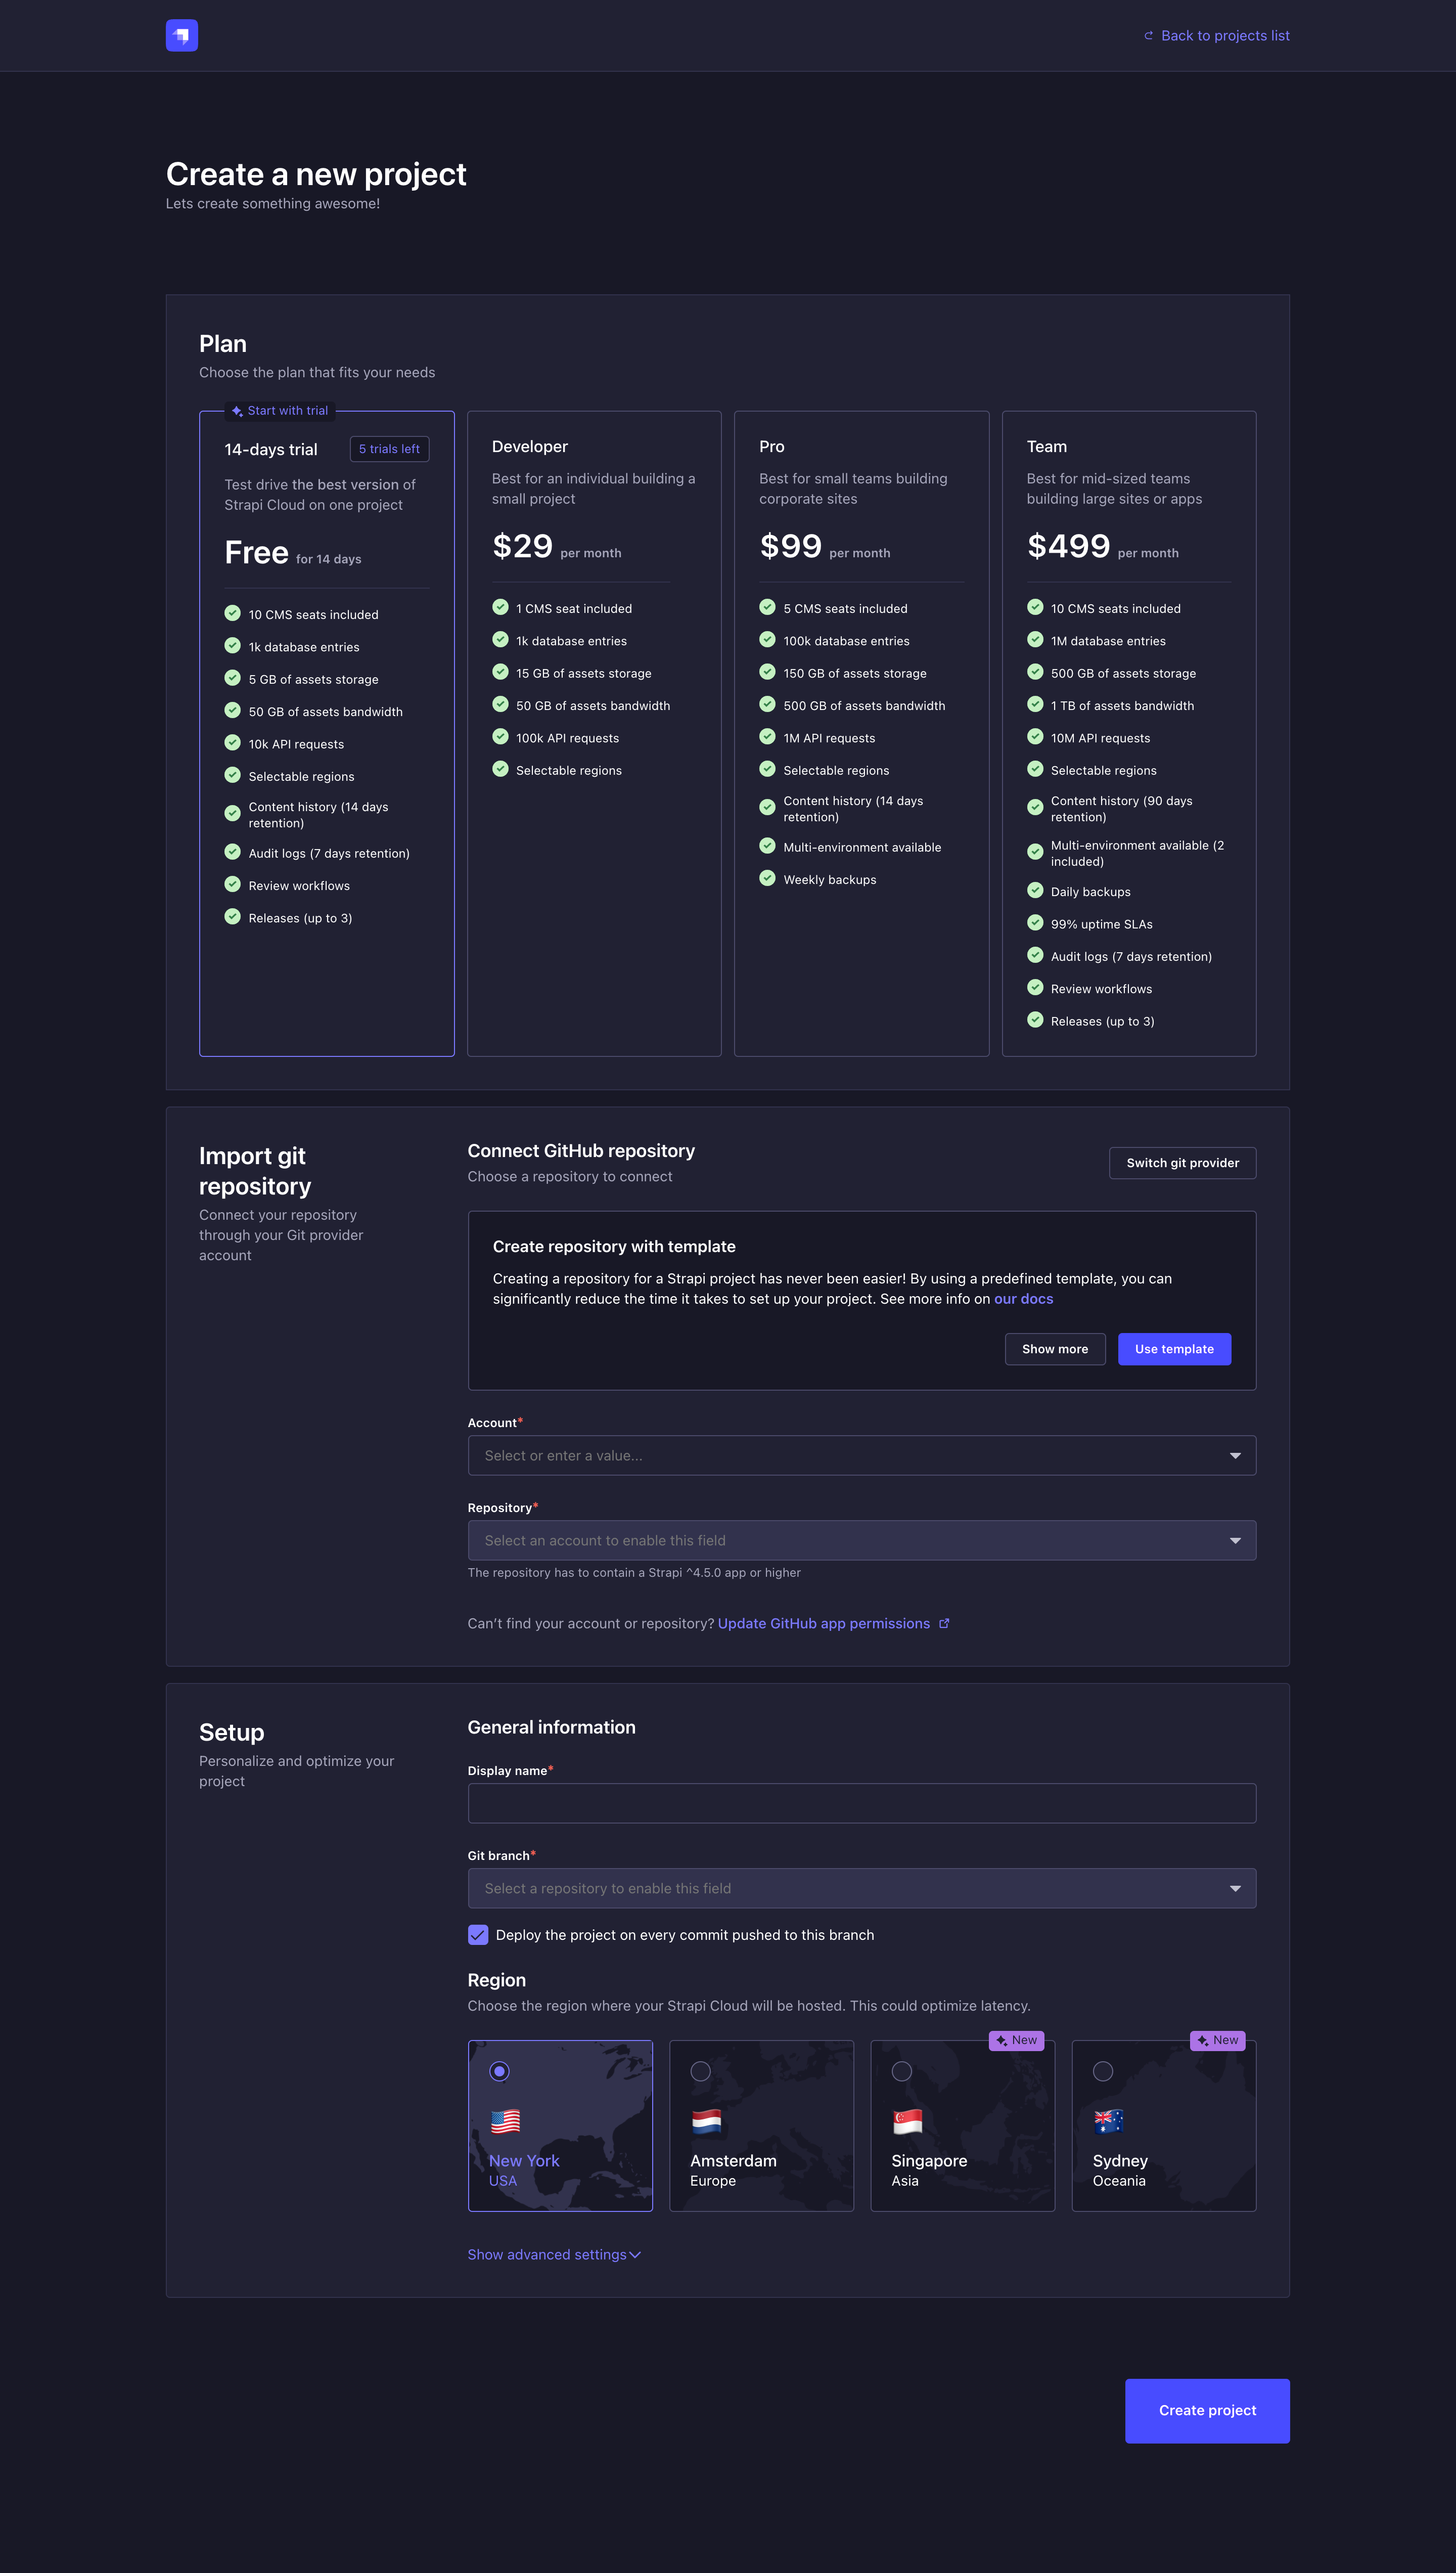 Back to projects list
Create a new project
Lets create something awesome!
Plan
Choose the plan that fits your needs
Start with trial
14-days trial
5 trials left
Test drive the best version of
Strapi Cloud on one project
Free for 14 days
10 CMS seats included
1k database entries
5 GB of assets storage
50 GB of assets bandwidth
10k API requests
Selectable regions
Content history (14 days
retention)
Audit logs (7 days retention)
Review workflows
Releases (up to 3)
Developer
Best for an individual building a
small project
$29 per month
1 CMS seat included
1k database entries
15 GB of assets storage
50 GB of assets bandwidth
100k API requests
Selectable regions
Pro
Best for small teams building
corporate sites
$99 per month
5 CMS seats included
100k database entries
150 GB of assets storage
500 GB of assets bandwidth
1M API requests
Selectable regions
Content history (14 days
retention)
Multi-environment available
Weekly backups
Team
Best for mid-sized teams
building large sites or apps
$499 per month
10 CMS seats included
1M database entries
500 GB of assets storage
1 TB of assets bandwidth
10M API requests
Selectable regions
Content history (90 days
retention)
Multi-environment available (2
included)
Daily backups
99% uptime SLAs
Audit logs (7 days retention)
Review workflows
Releases (up to 3)
Import git
repository
Connect your repository
through your Git provider
account
Connect GitHub repository
Choose a repository to connect
Switch git provider
Create repository with template
Creating a repository for a Strapi project has never been easier! By using a predefined template, you can
significantly reduce the time it takes to set up your project. See more info on our docs
Show more
Use template
Account*
Select or enter a value...
Repository*
Select an account to enable this field
The repository has to contain a Strapi ^4.5.0 app or higher
Can't find your account or repository? Update GitHub app permissions
Setup
Personalize and optimize your
project
General information
Display name*
Git branch*
Select a repository to enable this field
Deploy the project on every commit pushed to this branch
Region
Choose the region where your Strapi Cloud will be hosted. This could optimize latency.
New York
USA
Amsterdam
Europe
New
Singapore
Asia
New
Sydney
Oceania
Show advanced settings
Create project